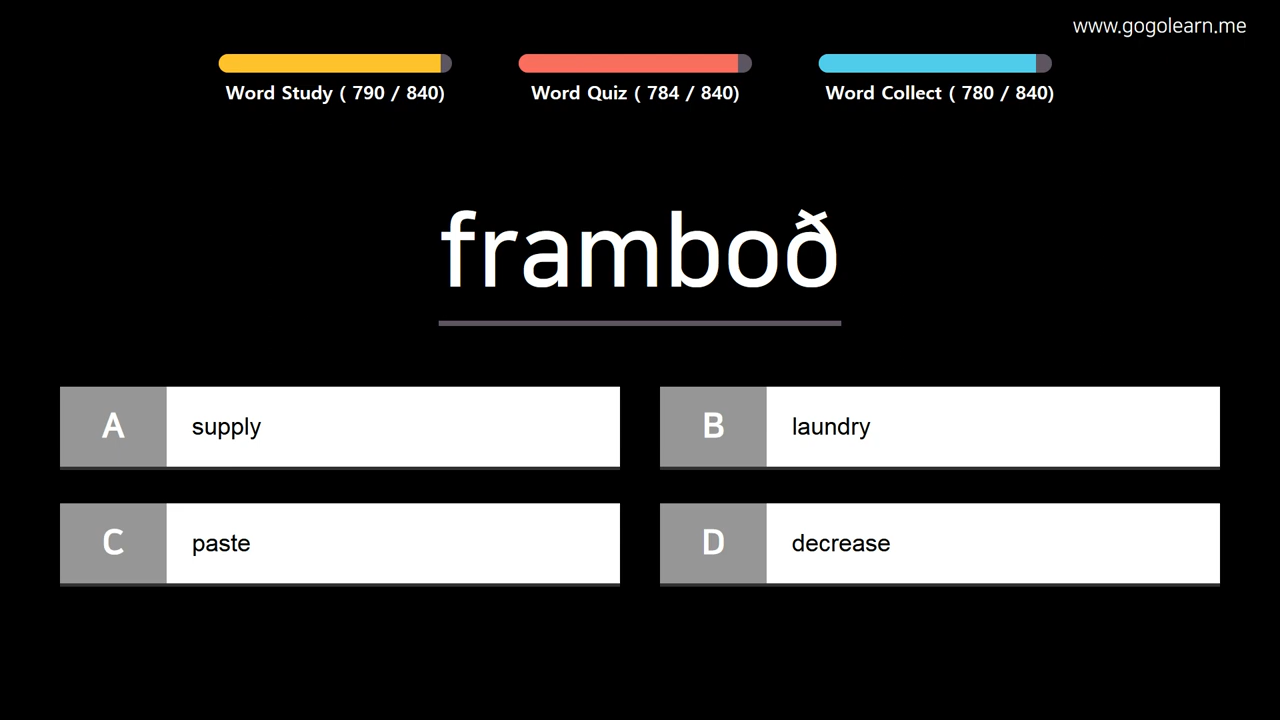 www.gogolearn.me
Word Study ( 790 / 840)
Word Quiz ( 784 / 840)
Word Collect ( 780 / 840)
framboð
A supply
B laundry
C paste
D decrease